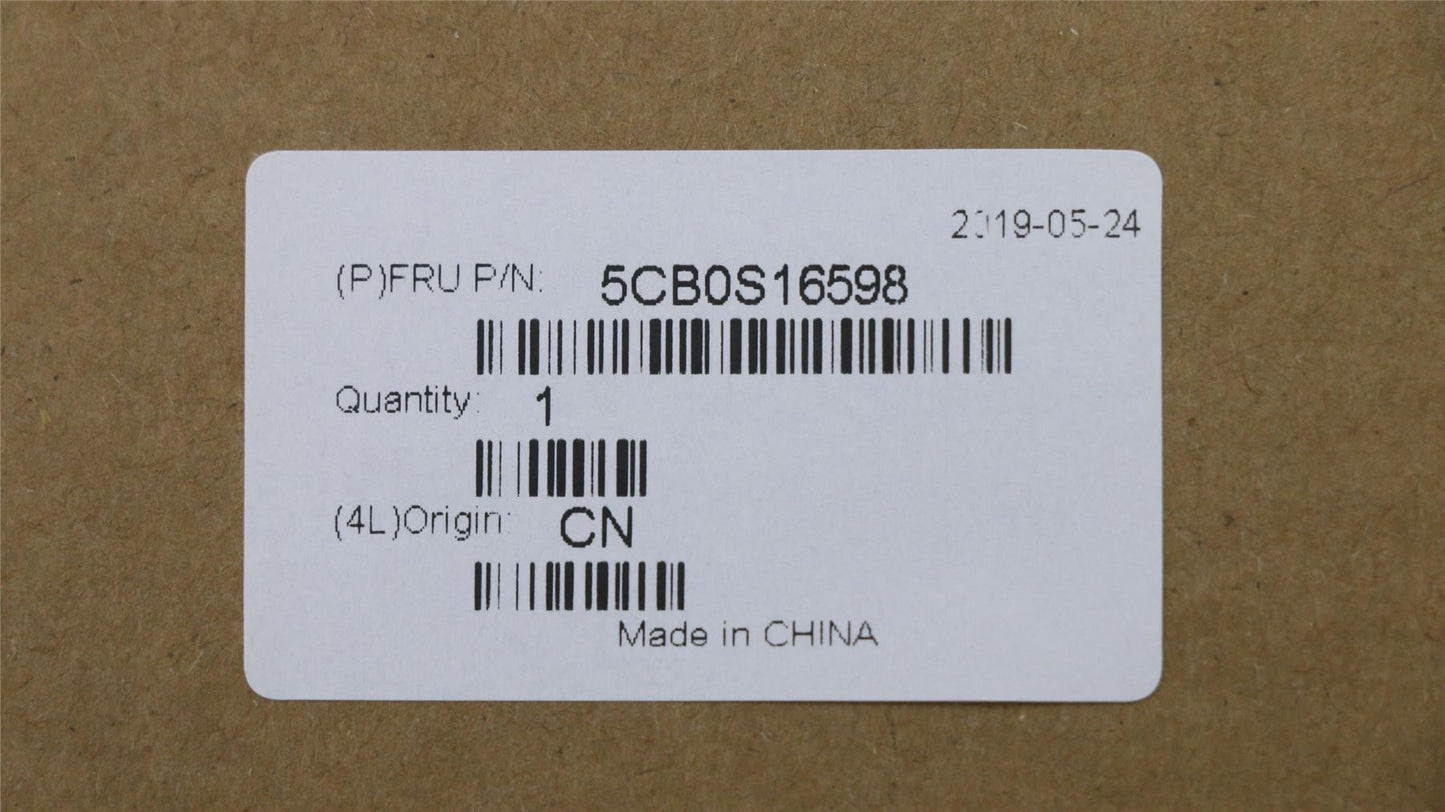 2019-05-24
(P)FRU P/N: 5CB0S16598
Quantity: 1
(4L)Origin: CN
Made in CHINA